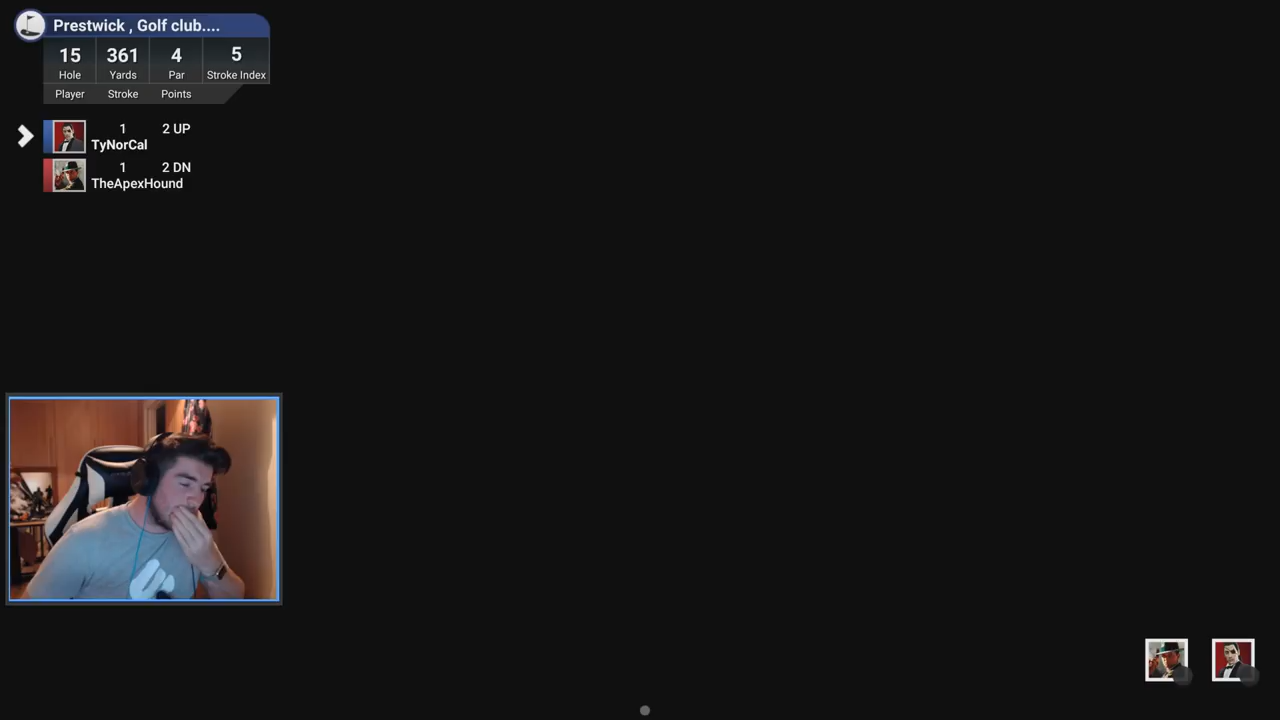 Prestwick , Golf club....
15 361 4 5
Hole Yards Par Stroke Index
Player Stroke Points
1 2 UP
TyNorCal
1 2 DN
TheApexHound